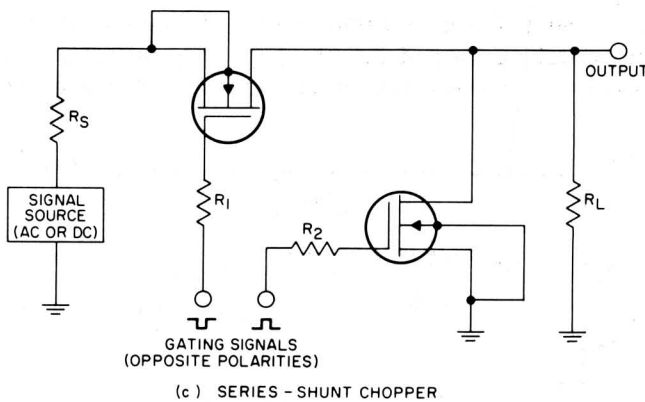 OUTPUT
R_S
SIGNAL
SOURCE
(AC OR DC)
R_1
R_2
R_L
GATING SIGNALS
(OPPOSITE POLARITIES)
(c) SERIES - SHUNT CHOPPER